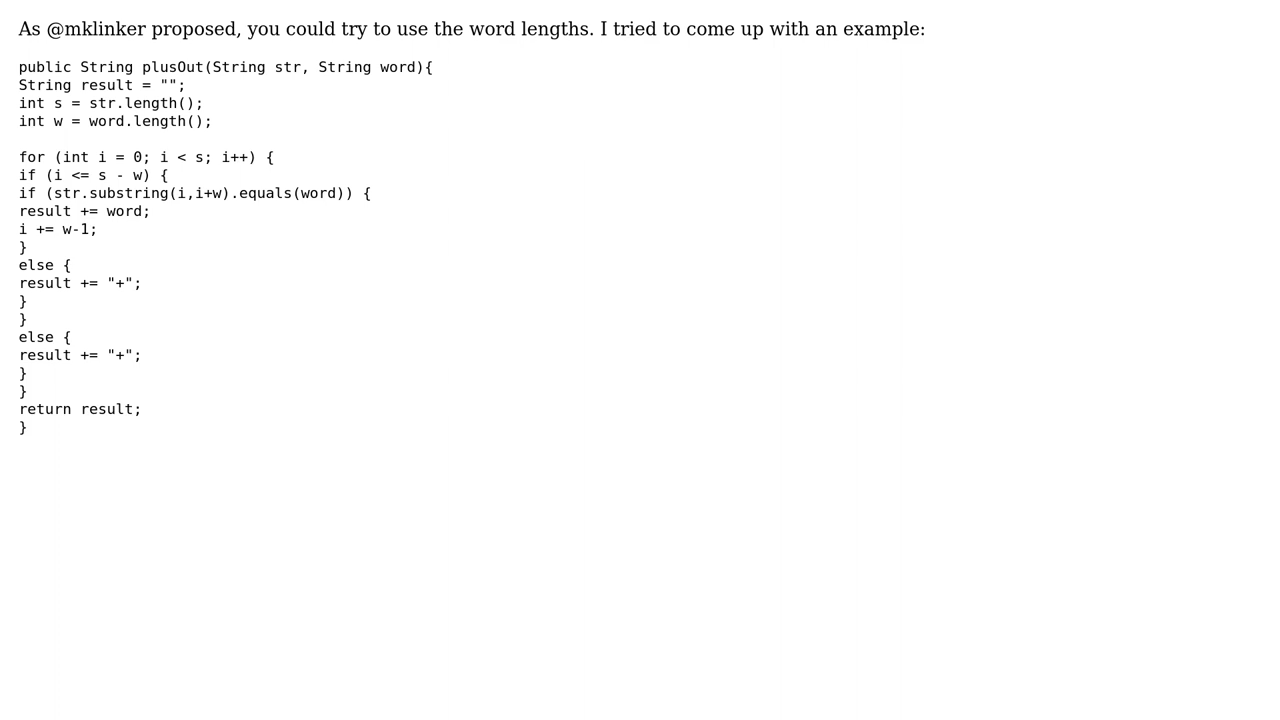 As @mklinker proposed, you could try to use the word lengths. I tried to come up with an example:
public String plusOut(String str, String word){
String result = "";
int s = str.length();
int w = word.length();

for (int i = 0; i < s; i++) {
if (i <= s - w) {
if (str.substring(i,i+w).equals(word)) {
result += word;
i += w-1;
}
else {
result += "+";
}
}
else {
result += "+";
}
}
return result;
}